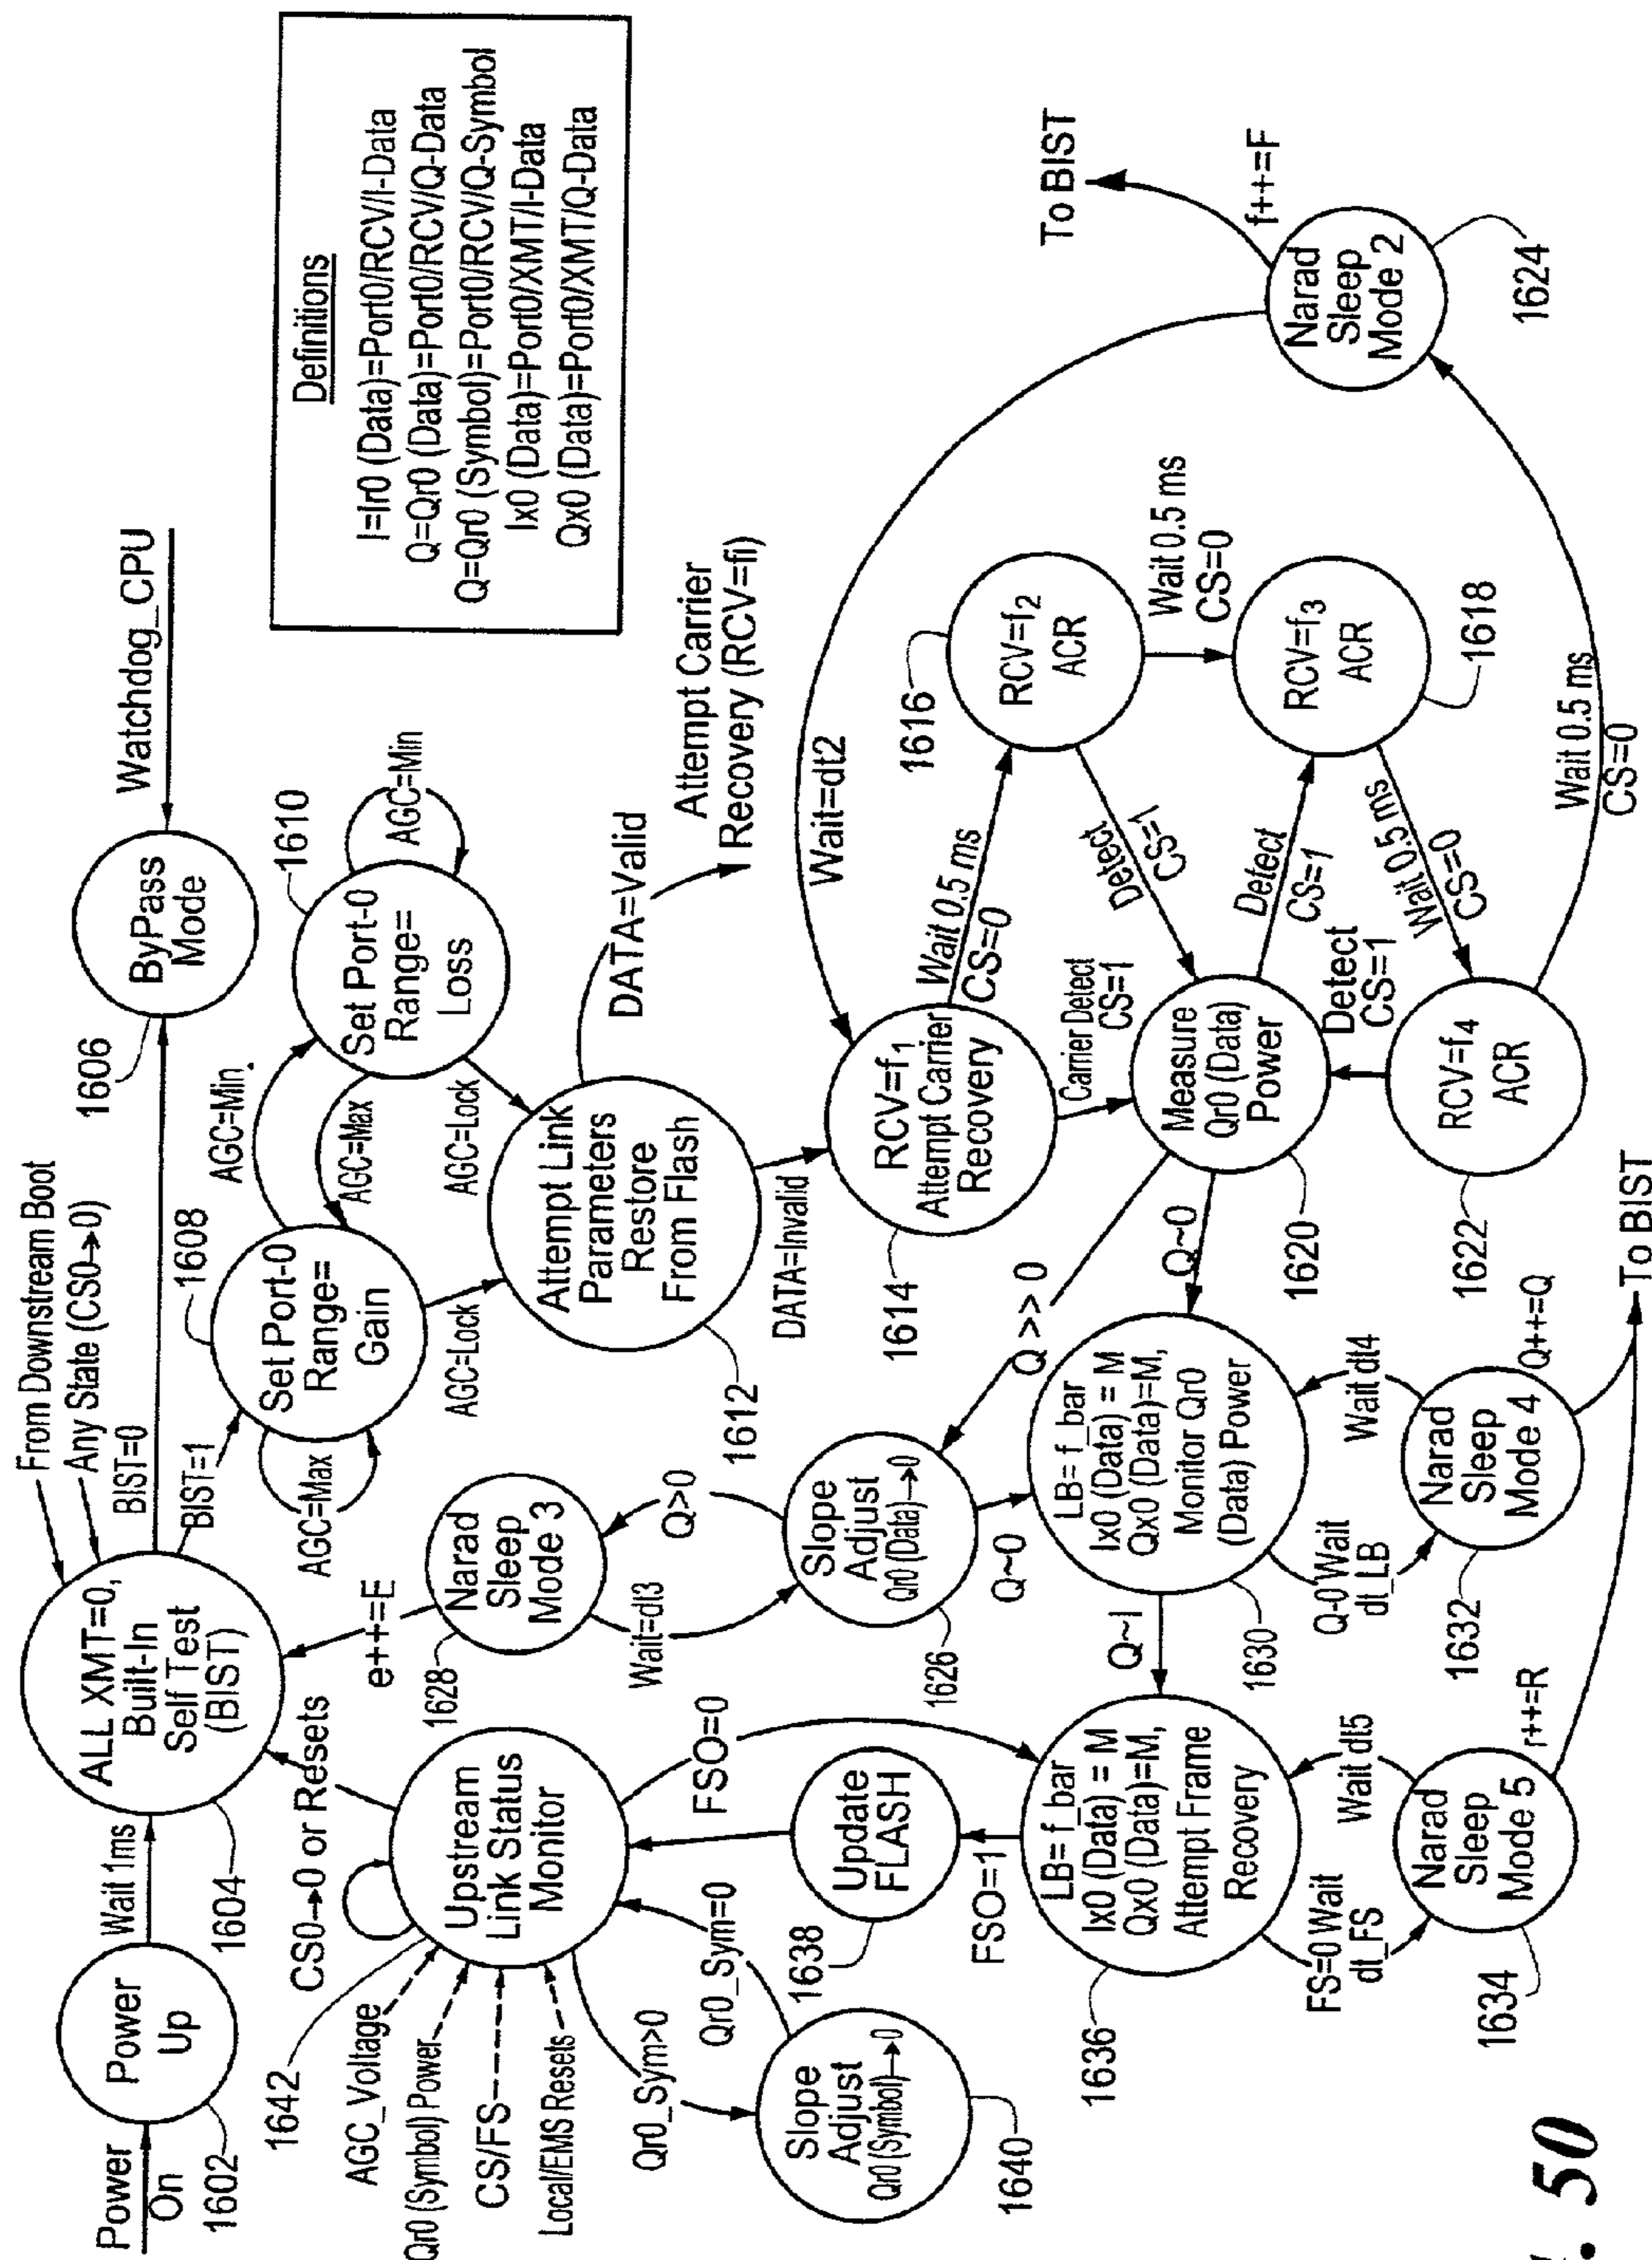 Power
On
1602
Power
Up
Wait 1ms
1604
ALL XMT=0,
Built-In
Self Test
(BIST)
From Downstream Boot
Any State (CS0→0)
BIST=0
BIST=1
1606
ByPass
Mode
Watchdog_CPU
1608
Set Port-0
Range=
Gain
AGC=Max
AGC=Min
AGC=Max
1610
Set Port-0
Range=
Loss
AGC=Min
AGC=Lock
AGC=Lock
Attempt Link
Parameters
Restore
From Flash
1612
DATA=Valid
Attempt Carrier
Recovery (RCV=fi)
DATA=Invalid
Definitions
I=Ir0 (Data)=Port0/RCV/I-Data
Q=Qr0 (Data)=Port0/RCV/Q-Data
Q=Qr0 (Symbol)=Port0/RCV/Q-Symbol
Ix0 (Data)=Port0/XMT/I-Data
Qx0 (Data)=Port0/XMT/Q-Data
RCV=f1
Attempt Carrier
Recovery
1614
Wait=dt2
Wait 0.5 ms
CS=0
1616
RCV=f2
ACR
Wait 0.5 ms
CS=0
RCV=f3
ACR
1618
Carrier Detect
CS=1
Detect
CS=1
Detect
CS=1
Wait 0.5 ms
CS=0
Measure
Qr0 (Data)
Power
1620
Detect
CS=1
RCV=f4
ACR
1622
Wait 0.5 ms
CS=0
Narad
Sleep
Mode 2
1624
f++=F
To BIST
Q >> 0
Q~0
Slope
Adjust
Qr0 (Data)→0
1626
Q>0
Wait=dt3
Narad
Sleep
Mode 3
1628
e++=E
Q~0
LB= f_bar
Ix0 (Data) = M
Qx0 (Data)=M,
Monitor Qr0
(Data) Power
1630
Q-0 Wait
dt_LB
Wait dt4
Narad
Sleep
Mode 4
1632
Q++=Q
To BIST
Q~I
LB= f_bar
Ix0 (Data) = M
Qx0 (Data)=M,
Attempt Frame
Recovery
1636
FS=0 Wait
dt_FS
Wait dt5
Narad
Sleep
Mode 5
1634
r++=R
FSO=1
Update
FLASH
1638
FSO=0
Upstream
Link Status
Monitor
1642
CS0→0 or Resets
AGC_Voltage
Qr0 (Symbol) Power
CS/FS
Local/EMS Resets
Qr0_Sym>0
Qr0_Sym=0
Slope
Adjust
Qr0 (Symbol)→0
1640
. 50